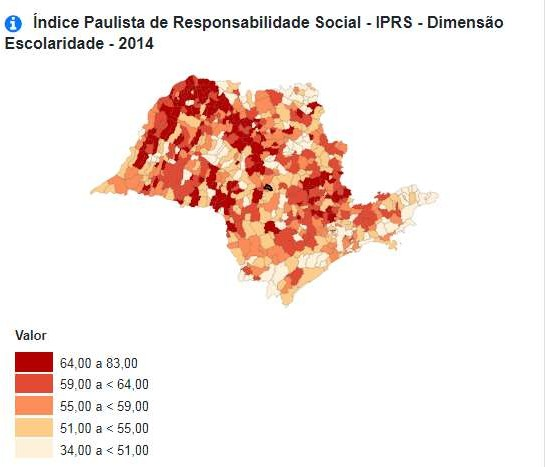 Índice Paulista de Responsabilidade Social - IPRS - Dimensão
Escolaridade - 2014
Valor
64,00 a 83,00
59,00 a < 64,00
55,00 a < 59,00
51,00 a < 55,00
34,00 a < 51,00